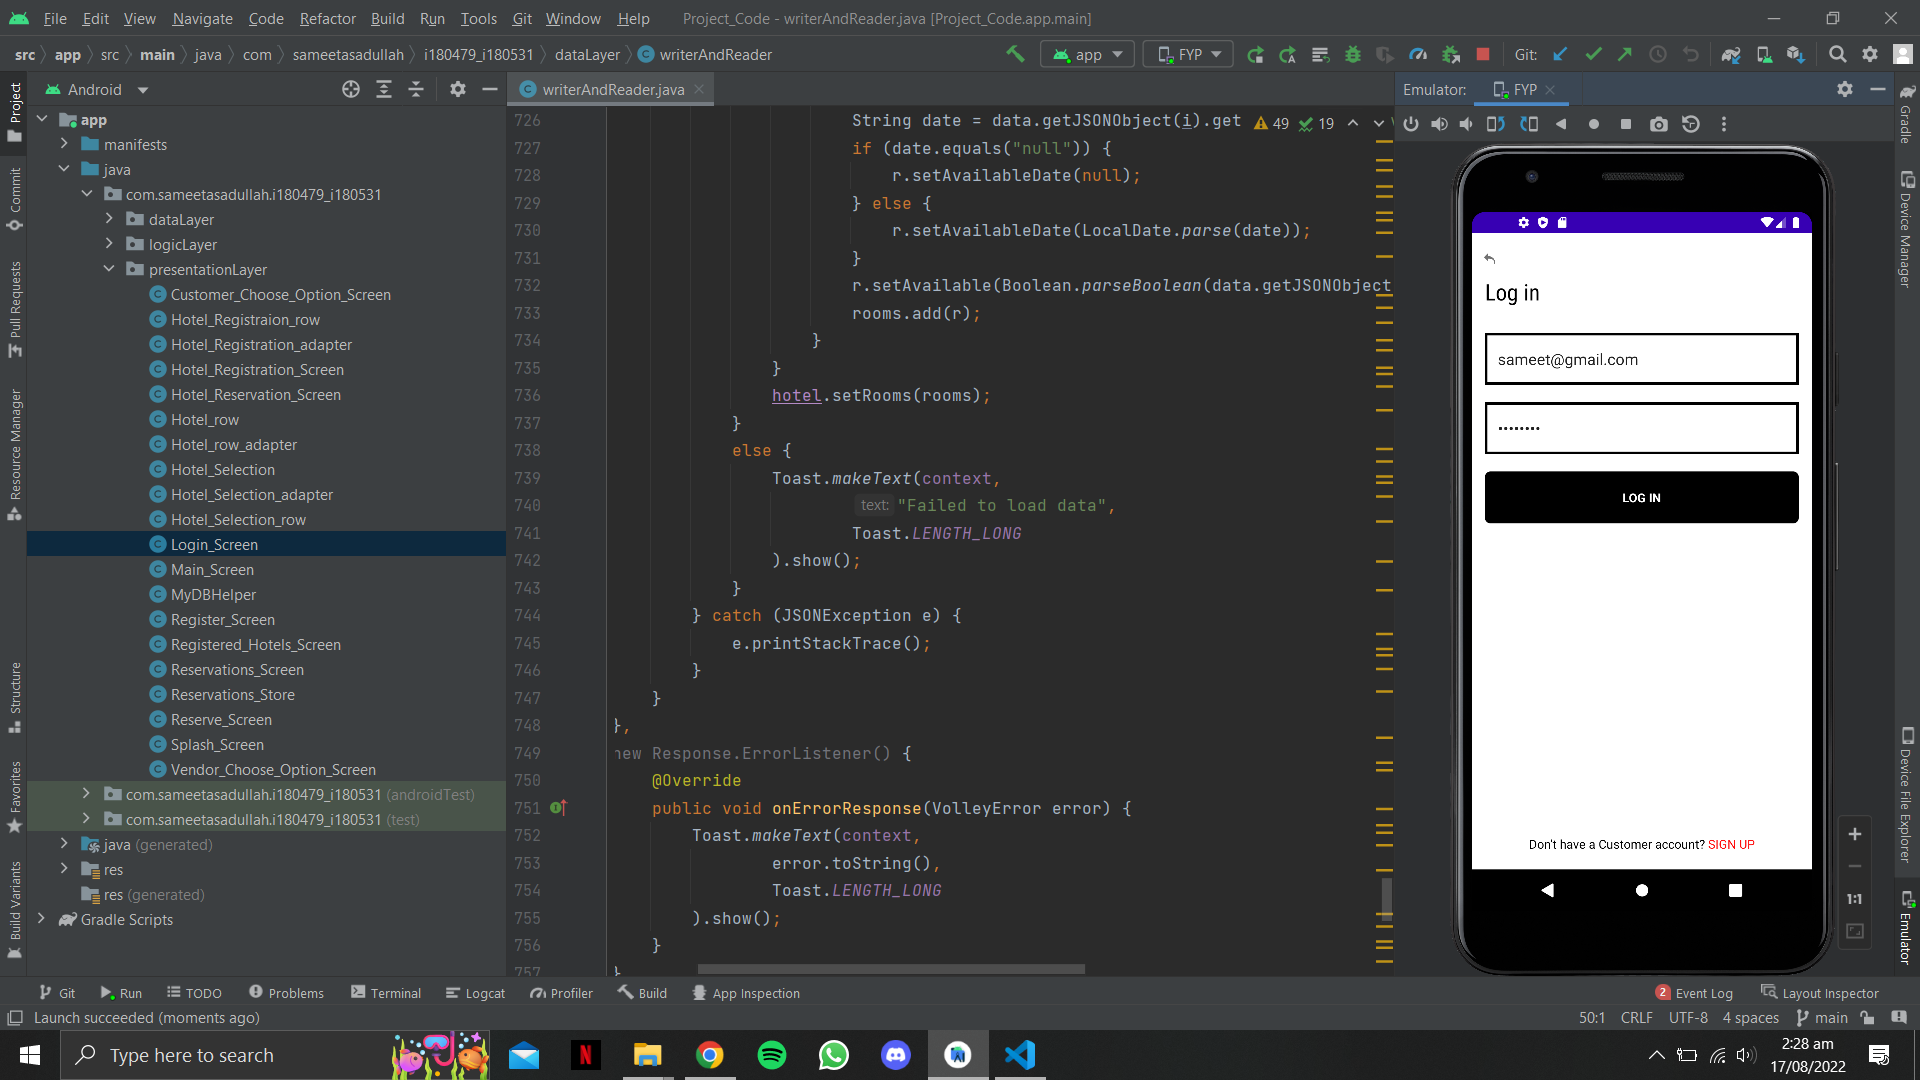 File Edit View Navigate Code Refactor Build Run Tools Git Window Help Project_Code - writerAndReader.java [Project_Code.app.main]
src app src main java com sameetasadullah i180479_i180531 dataLayer writerAndReader app FYP Git:
Android
writerAndReader.java
Emulator: FYP
Project
Commit
Pull Requests
Resource Manager
Structure
Favorites
Build Variants
app
manifests
java
com.sameetasadullah.i180479_i180531
dataLayer
logicLayer
presentationLayer
Customer_Choose_Option_Screen
Hotel_Registraion_row
Hotel_Registration_adapter
Hotel_Registration_Screen
Hotel_Reservation_Screen
Hotel_row
Hotel_row_adapter
Hotel_Selection
Hotel_Selection_adapter
Hotel_Selection_row
Login_Screen
Main_Screen
MyDBHelper
Register_Screen
Registered_Hotels_Screen
Reservations_Screen
Reservations_Store
Reserve_Screen
Splash_Screen
Vendor_Choose_Option_Screen
com.sameetasadullah.i180479_i180531 (androidTest)
com.sameetasadullah.i180479_i180531 (test)
java (generated)
res
res (generated)
Gradle Scripts
726 String date = data.getJSONObject(i).get 49 19
727 if (date.equals("null")) {
728 r.setAvailableDate(null);
729 } else {
730 r.setAvailableDate(LocalDate.parse(date));
731 }
732 r.setAvailable(Boolean.parseBoolean(data.getJSONObject
733 rooms.add(r);
734 }
735 }
736 hotel.setRooms(rooms);
737 }
738 else {
739 Toast.makeText(context,
740 text: "Failed to load data",
741 Toast.LENGTH_LONG
742 ).show();
743 }
744 } catch (JSONException e) {
745 e.printStackTrace();
746 }
747 }
748 },
749 new Response.ErrorListener() {
750 @Override
751 public void onErrorResponse(VolleyError error) {
752 Toast.makeText(context,
753 error.toString(),
754 Toast.LENGTH_LONG
755 ).show();
756 }
757 }
Log in
sameet@gmail.com
••••••••
LOG IN
Don't have a Customer account? SIGN UP
1:1
Gradle
Device Manager
Device File Explorer
Emulator
Git Run TODO Problems Terminal Logcat Profiler Build App Inspection 2 Event Log Layout Inspector
Launch succeeded (moments ago) 50:1 CRLF UTF-8 4 spaces main
Type here to search
2:28 am
17/08/2022